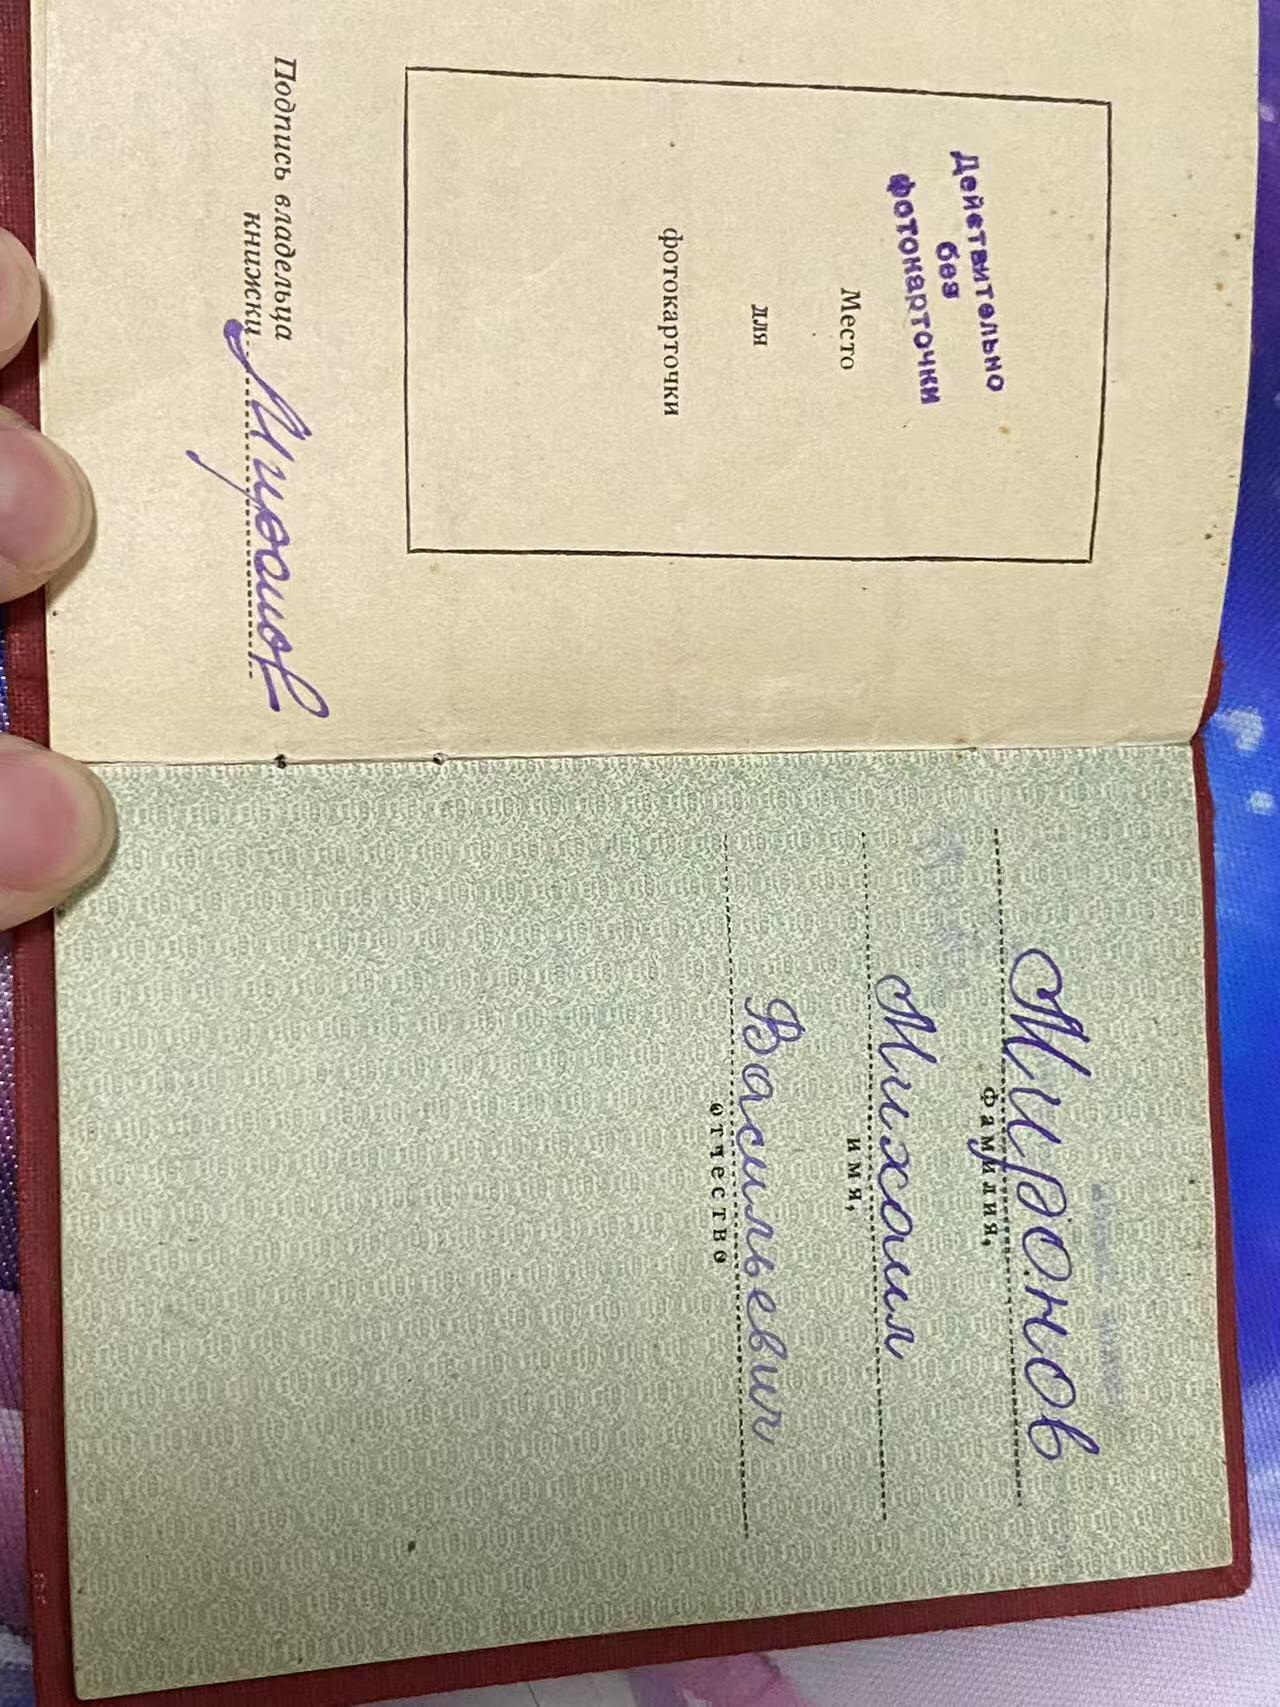 Действительно
без
фотокарточки
Место
для
фотокарточки
Подпись владельца
книжки Миронов
Миронов
фамилия,
Михаил
имя,
Васильевич
отчество